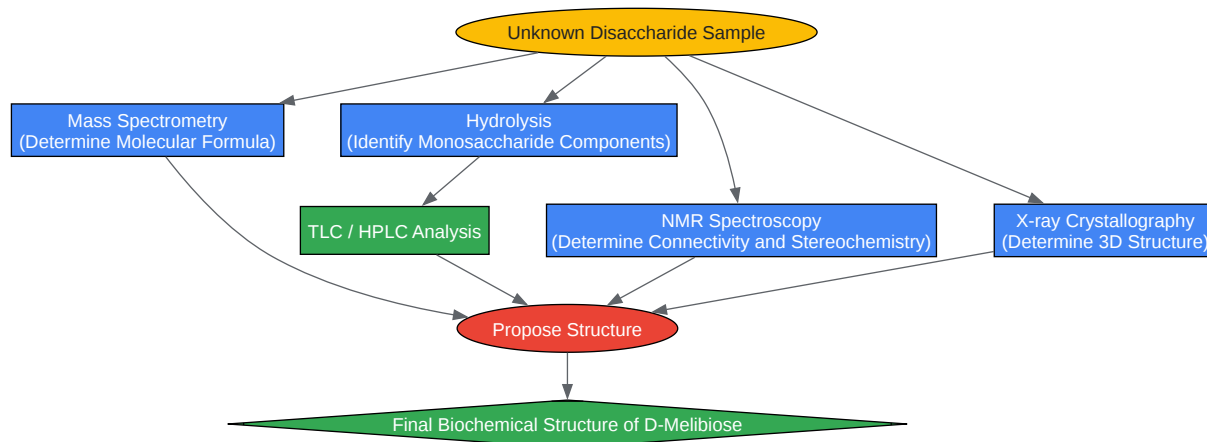 Unknown Disaccharide Sample
Mass Spectrometry
(Determine Molecular Formula)
Hydrolysis
(Identify Monosaccharide Components)
TLC / HPLC Analysis
NMR Spectroscopy
(Determine Connectivity and Stereochemistry)
X-ray Crystallography
(Determine 3D Structure)
Propose Structure
Final Biochemical Structure of D-Melibiose